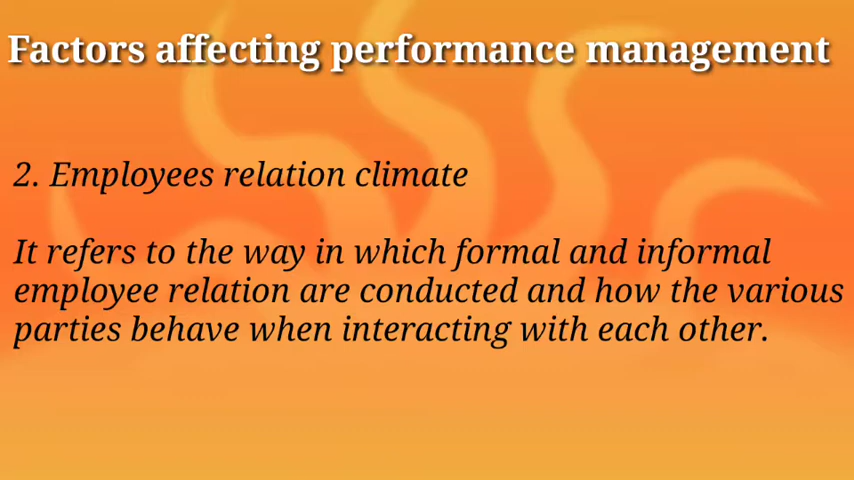 Factors affecting performance management
2. Employees relation climate
It refers to the way in which formal and informal
employee relation are conducted and how the various
parties behave when interacting with each other.